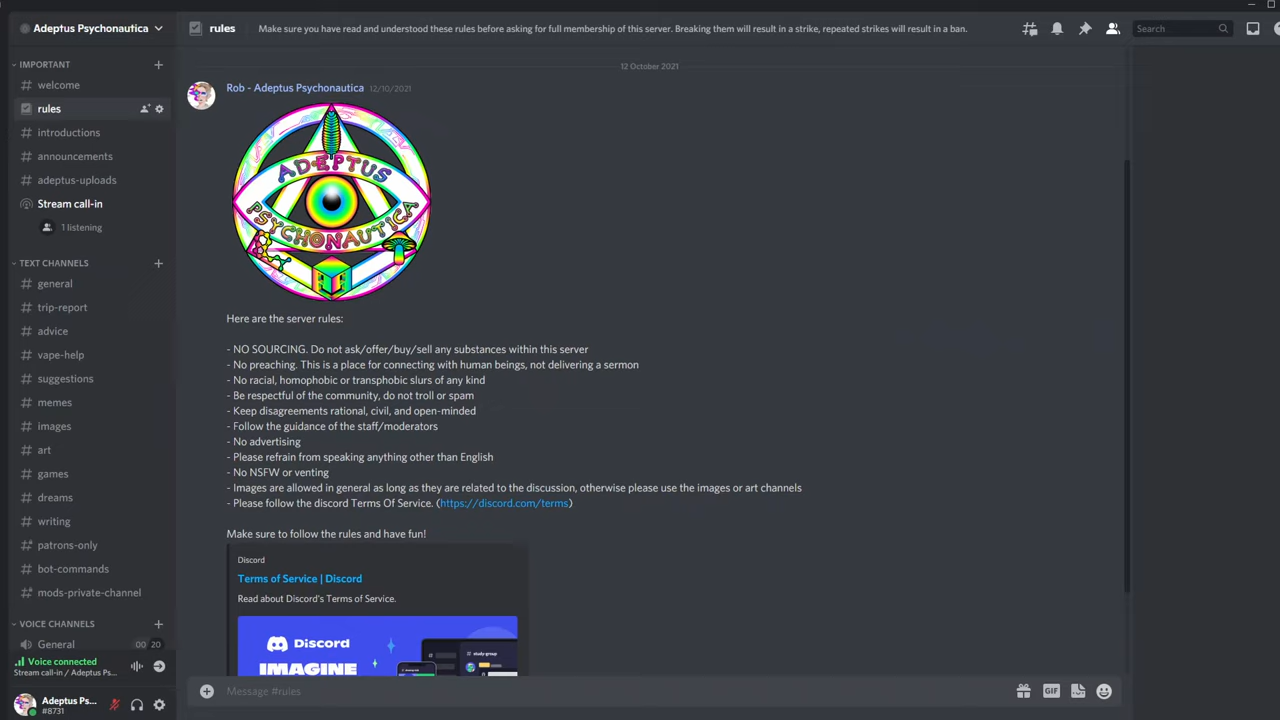 Adeptus Psychonautica
rules
Make sure you have read and understood these rules before asking for full membership of this server. Breaking them will result in a strike, repeated strikes will result in a ban.
Search
IMPORTANT
welcome
rules
introductions
announcements
adeptus-uploads
Stream call-in
1 listening
TEXT CHANNELS
general
trip-report
advice
vape-help
suggestions
memes
images
art
games
dreams
writing
patrons-only
bot-commands
mods-private-channel
VOICE CHANNELS
General
00 20
Voice connected
Stream call-in / Adeptus Ps...
Adeptus Ps...
#8731
12 October 2021
Rob - Adeptus Psychonautica 12/10/2021
ADEPTUS
PSYCHONAUTICA
Here are the server rules:
- NO SOURCING. Do not ask/offer/buy/sell any substances within this server
- No preaching. This is a place for connecting with human beings, not delivering a sermon
- No racial, homophobic or transphobic slurs of any kind
- Be respectful of the community, do not troll or spam
- Keep disagreements rational, civil, and open-minded
- Follow the guidance of the staff/moderators
- No advertising
- Please refrain from speaking anything other than English
- No NSFW or venting
- Images are allowed in general as long as they are related to the discussion, otherwise please use the images or art channels
- Please follow the discord Terms Of Service. (https://discord.com/terms)
Make sure to follow the rules and have fun!
Discord
Terms of Service | Discord
Read about Discord's Terms of Service.
Discord
IMAGINE
study group
Message #rules
GIF